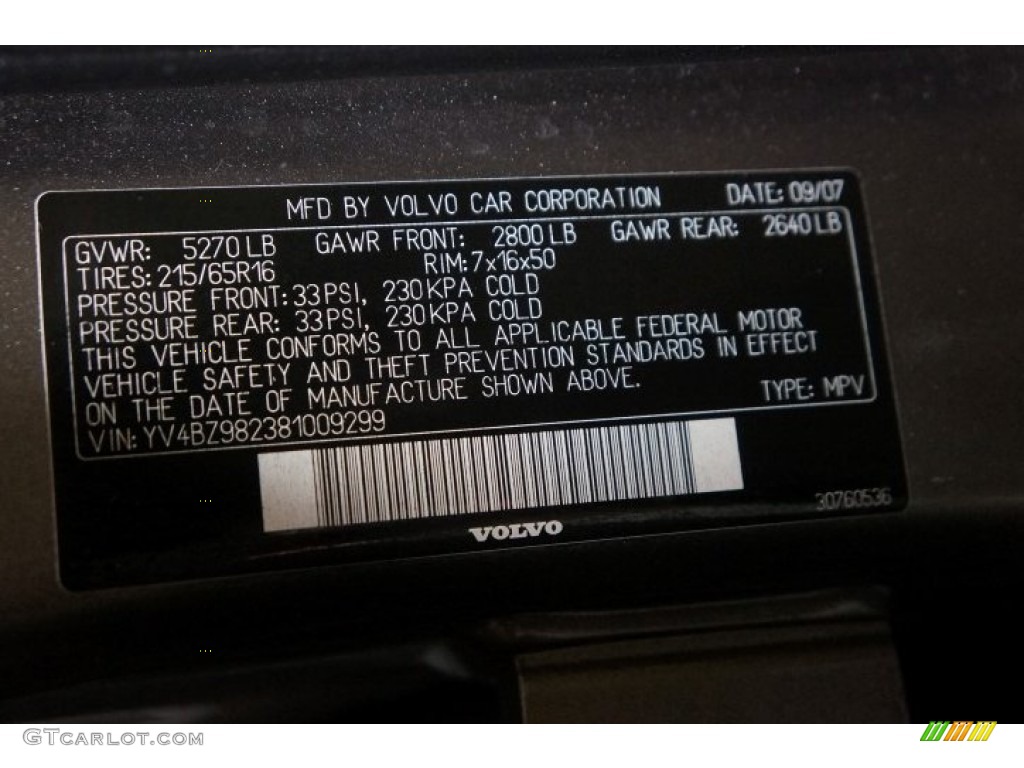 MFD BY VOLVO CAR CORPORATION DATE: 09/07
GVWR: 5270 LB GAWR FRONT: 2800 LB GAWR REAR: 2640 LB
TIRES: 215/65R16 RIM: 7x16x50
PRESSURE FRONT: 33 PSI, 230 KPA COLD
PRESSURE REAR: 33 PSI, 230 KPA COLD
THIS VEHICLE CONFORMS TO ALL APPLICABLE FEDERAL MOTOR
VEHICLE SAFETY AND THEFT PREVENTION STANDARDS IN EFFECT
ON THE DATE OF MANUFACTURE SHOWN ABOVE. TYPE: MPV
VIN: YV4BZ982381009299
30760536
VOLVO
GTCARLOT.COM